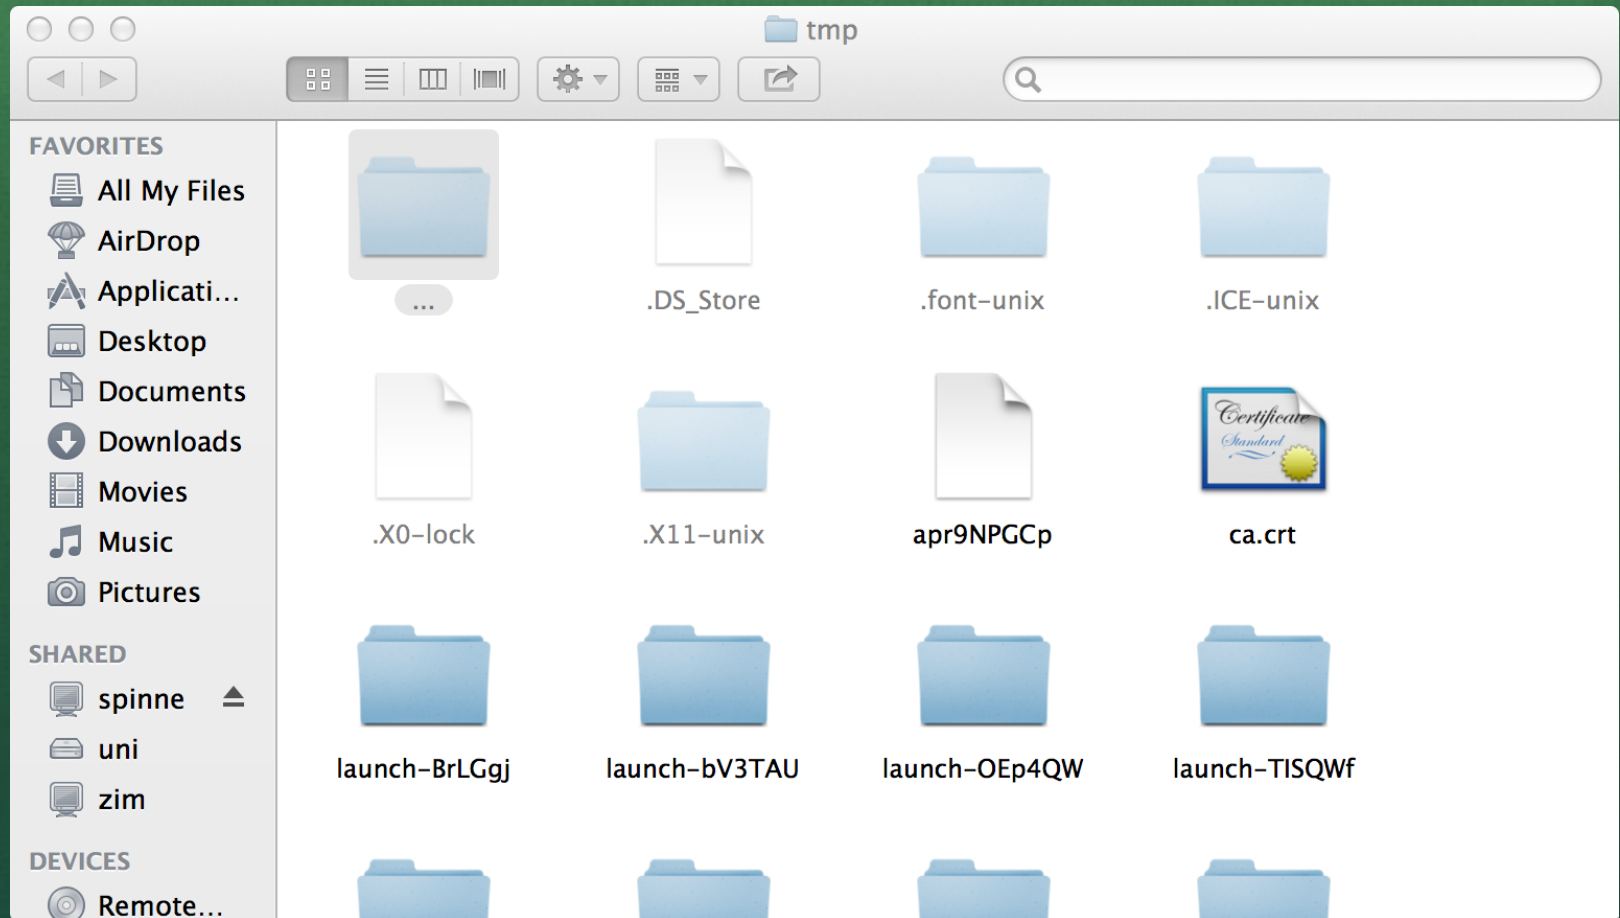 tmp
FAVORITES
All My Files
AirDrop
Applicati...
Desktop
Documents
Downloads
Movies
Music
Pictures
SHARED
spinne
uni
zim
DEVICES
Remote...
...
.DS_Store
.font-unix
.ICE-unix
.X0-lock
.X11-unix
apr9NPGCp
Certificate
Standard
ca.crt
launch-BrLGgj
launch-bV3TAU
launch-OEp4QW
launch-TISQWf